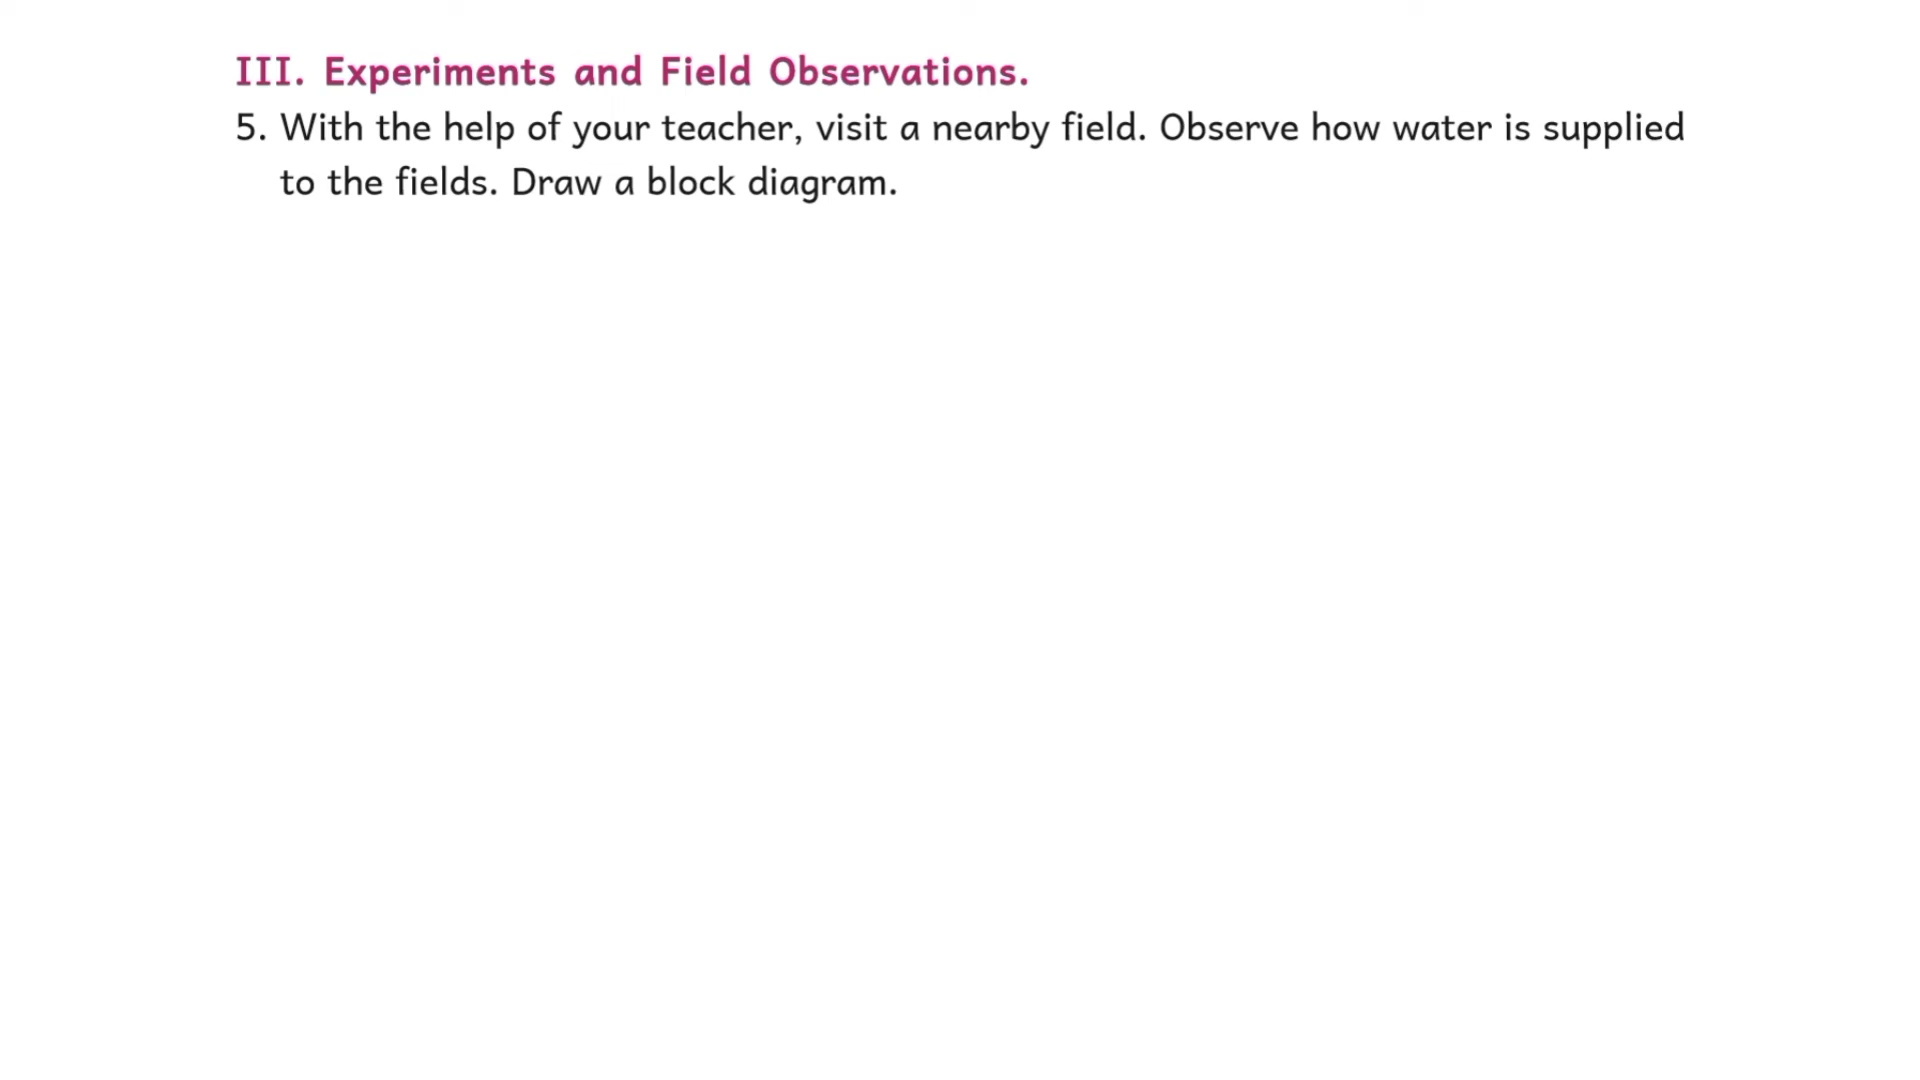 III. Experiments and Field Observations.
5. With the help of your teacher, visit a nearby field. Observe how water is supplied
to the fields. Draw a block diagram.